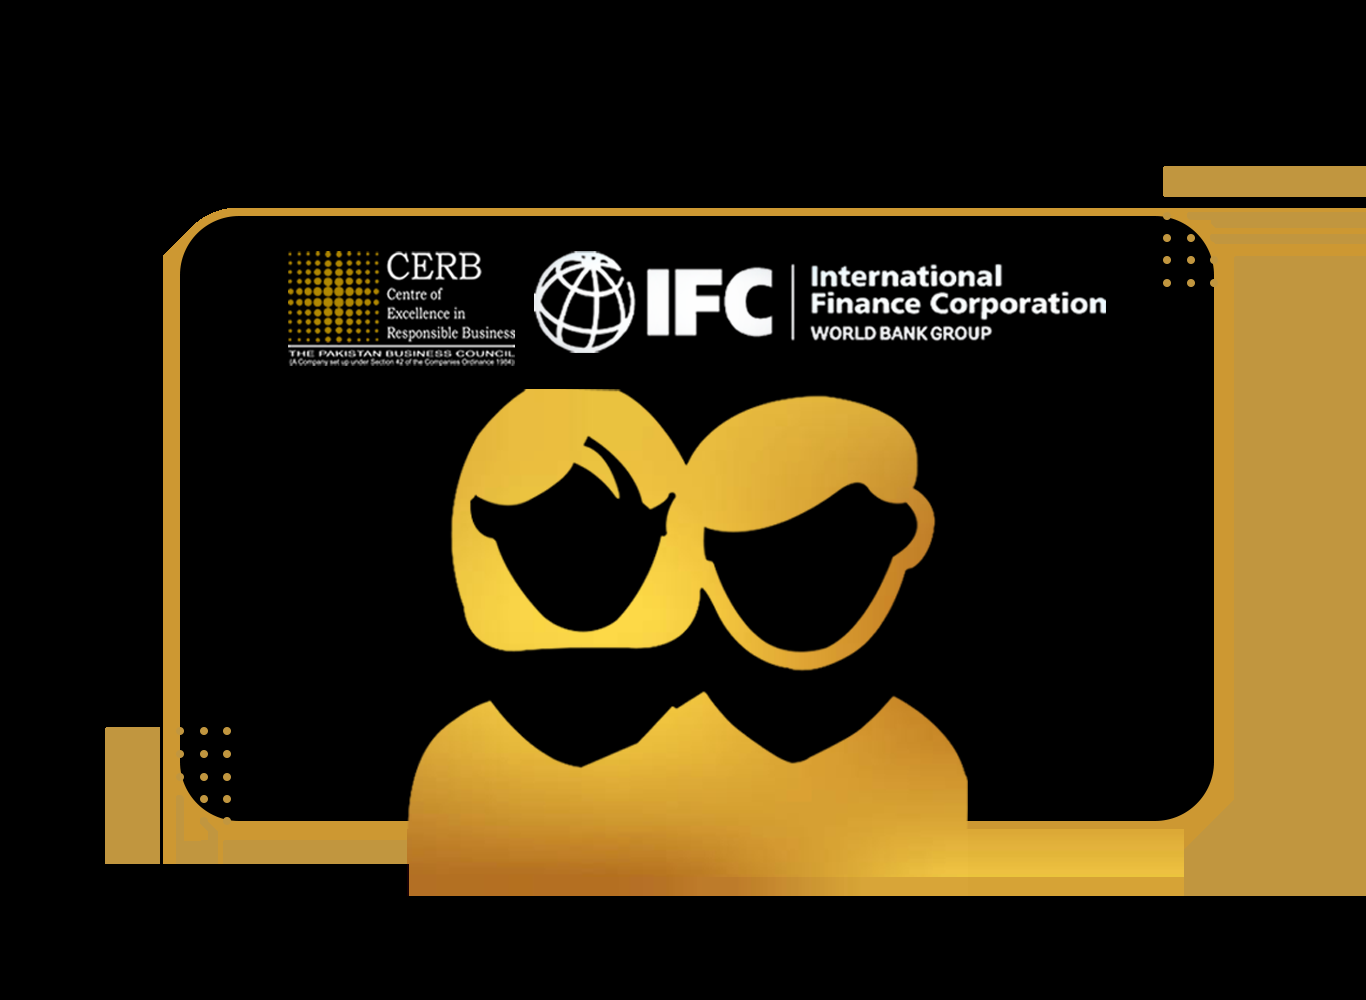 CERB
Centre of
Excellence in
Responsible Business
THE PAKISTAN BUSINESS COUNCIL
(A Company set up under Section 42 of the Companies Ordinance 1984)
IFC
International
Finance Corporation
WORLD BANK GROUP